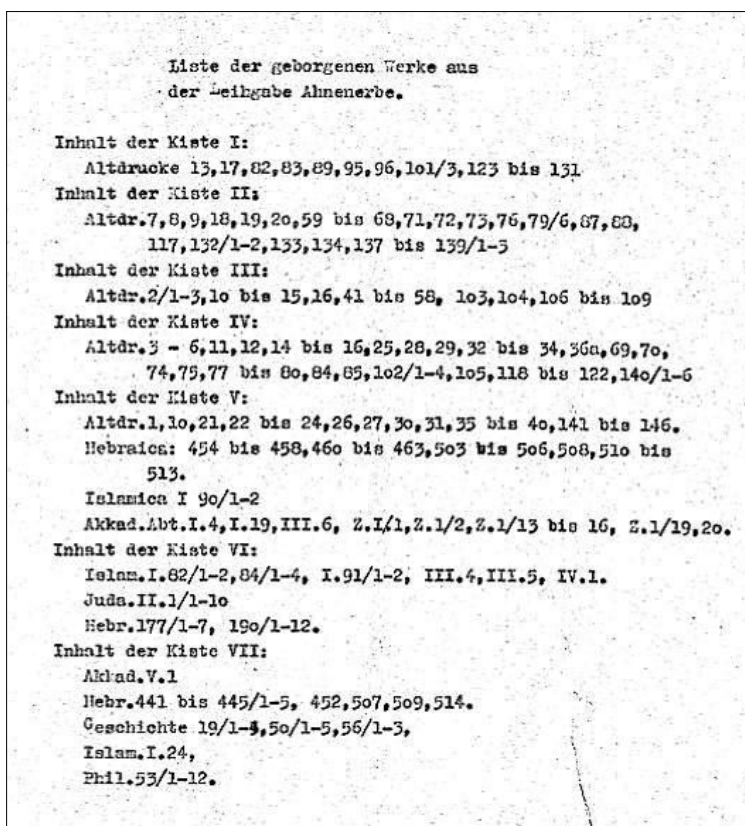 Liste der geborgenen Werke aus
der Leihgabe Ahnenerbe.
Inhalt der Kiste I:
Altdrucke 13,17,82,83,89,95,96,1o1/3,123 bis 131
Inhalt der Kiste II:
Altdr.7,8,9,18,19,2o,59 bis 68,71,72,73,76,79/6,87,88,
117,132/1-2,133,134,137 bis 139/1-5
Inhalt der Kiste III:
Altdr.2/1-3,1o bis 15,16,41 bis 58, 1o3,1o4,1o6 bis 1o9
Inhalt der Kiste IV:
Altdr.3 - 6,11,12,14 bis 16,25,28,29,32 bis 34,36a,69,7o,
74,75,77 bis 8o,84,85,1o2/1-4,1o5,118 bis 122,14o/1-6
Inhalt der Kiste V:
Altdr.1,1o,21,22 bis 24,26,27,3o,31,35 bis 4o,141 bis 146.
Hebraica: 454 bis 458,46o bis 463,5o3 bis 5o6,5o8,51o bis
513.
Islamica I 9o/1-2
Akkad.Abt.I.4,I.19,III.6, Z.I/1,Z.1/2,Z.1/13 bis 16, Z.1/19,2o.
Inhalt der Kiste VI:
Islam.I.82/1-2,84/1-4, I.91/1-2, III.4,III.5, IV.1.
Juda.II.1/1-1o
Hebr.177/1-7, 19o/1-12.
Inhalt der Kiste VII:
Akkad.V.1
Hebr.441 bis 445/1-5, 452,5o7,5o9,514.
Geschichte 19/1-4,5o/1-5,56/1-3,
Islam.I.24,
Phil.53/1-12.